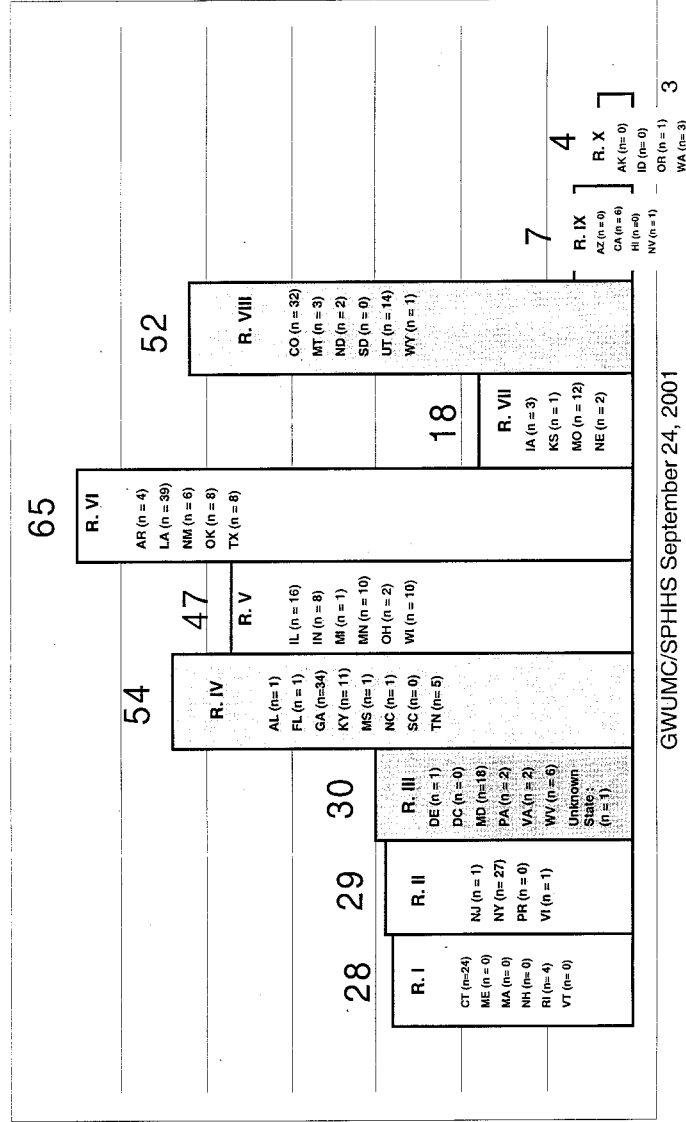 28
R. I
CT (n=24)
ME (n = 0)
MA (n= 0)
NH (n= 0)
RI (n= 4)
VT (n= 0)
29
R. II
NJ (n = 1)
NY (n= 27)
PR (n = 0)
VI (n = 1)
30
R. III
DE (n = 1)
DC (n = 0)
MD (n=18)
PA (n = 2)
VA (n = 2)
WV (n = 6)
Unknown
State :
(n = 1)
54
R. IV
AL (n= 1)
FL (n = 1)
GA (n=34)
KY (n= 11)
MS (n= 1)
NC (n= 1)
SC (n= 0)
TN (n= 5)
47
R. V
IL (n = 16)
IN (n = 8)
MI (n = 1)
MN (n = 10)
OH (n = 2)
WI (n = 10)
65
R. VI
AR (n = 4)
LA (n = 39)
NM (n = 6)
OK (n = 8)
TX (n = 8)
18
R. VII
IA (n = 3)
KS (n = 1)
MO (n = 12)
NE (n = 2)
52
R. VIII
CO (n = 32)
MT (n = 3)
ND (n = 2)
SD (n = 0)
UT (n = 14)
WY (n = 1)
7
R. IX
AZ (n = 0)
CA (n = 6)
HI (n =0)
NV (n = 1)
4
R. X
AK (n= 0)
ID (n= 0)
OR (n = 1)
WA (n= 3)
GWUMC/SPHHS September 24, 2001
3